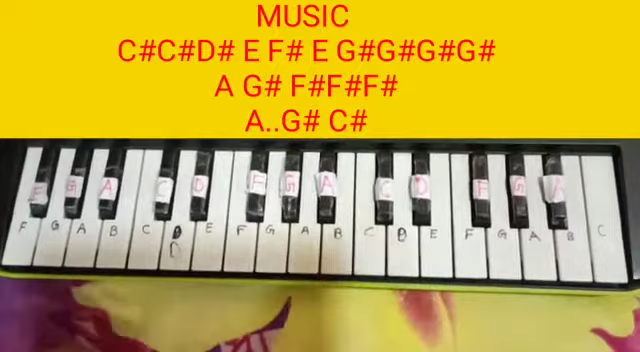 MUSIC
C#C#D# E F# E G#G#G#G#
A G# F#F#F#
A..G# C#
F G A C D F G A C D F G A
F G A B C D E F G A B C D E F G A B C
D